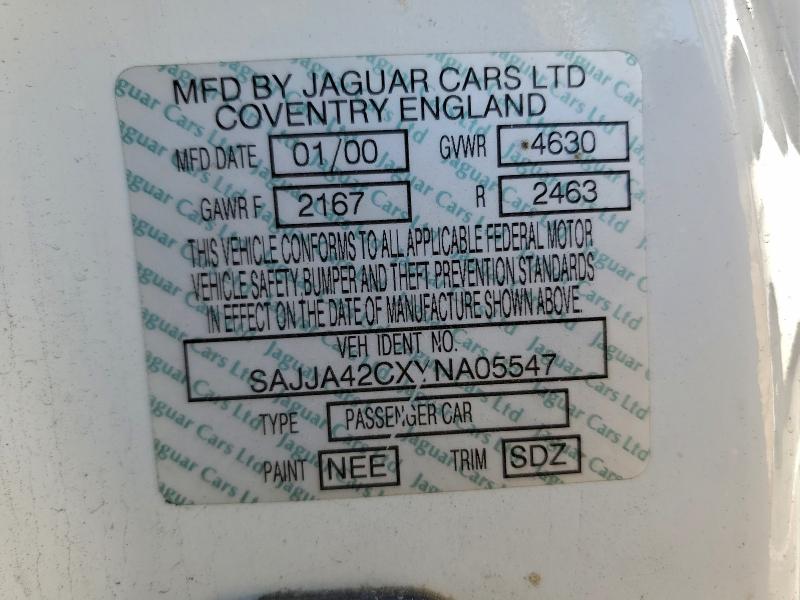 MFD BY JAGUAR CARS LTD
COVENTRY ENGLAND
MFD DATE 01/00 GVWR 4630
GAWR F 2167 R 2463
THIS VEHICLE CONFORMS TO ALL APPLICABLE FEDERAL MOTOR
VEHICLE SAFETY, BUMPER AND THEFT PREVENTION STANDARDS
IN EFFECT ON THE DATE OF MANUFACTURE SHOWN ABOVE.
VEH IDENT NO.
SAJJA42CXYNA05547
TYPE PASSENGER CAR
PAINT NEE TRIM SDZ